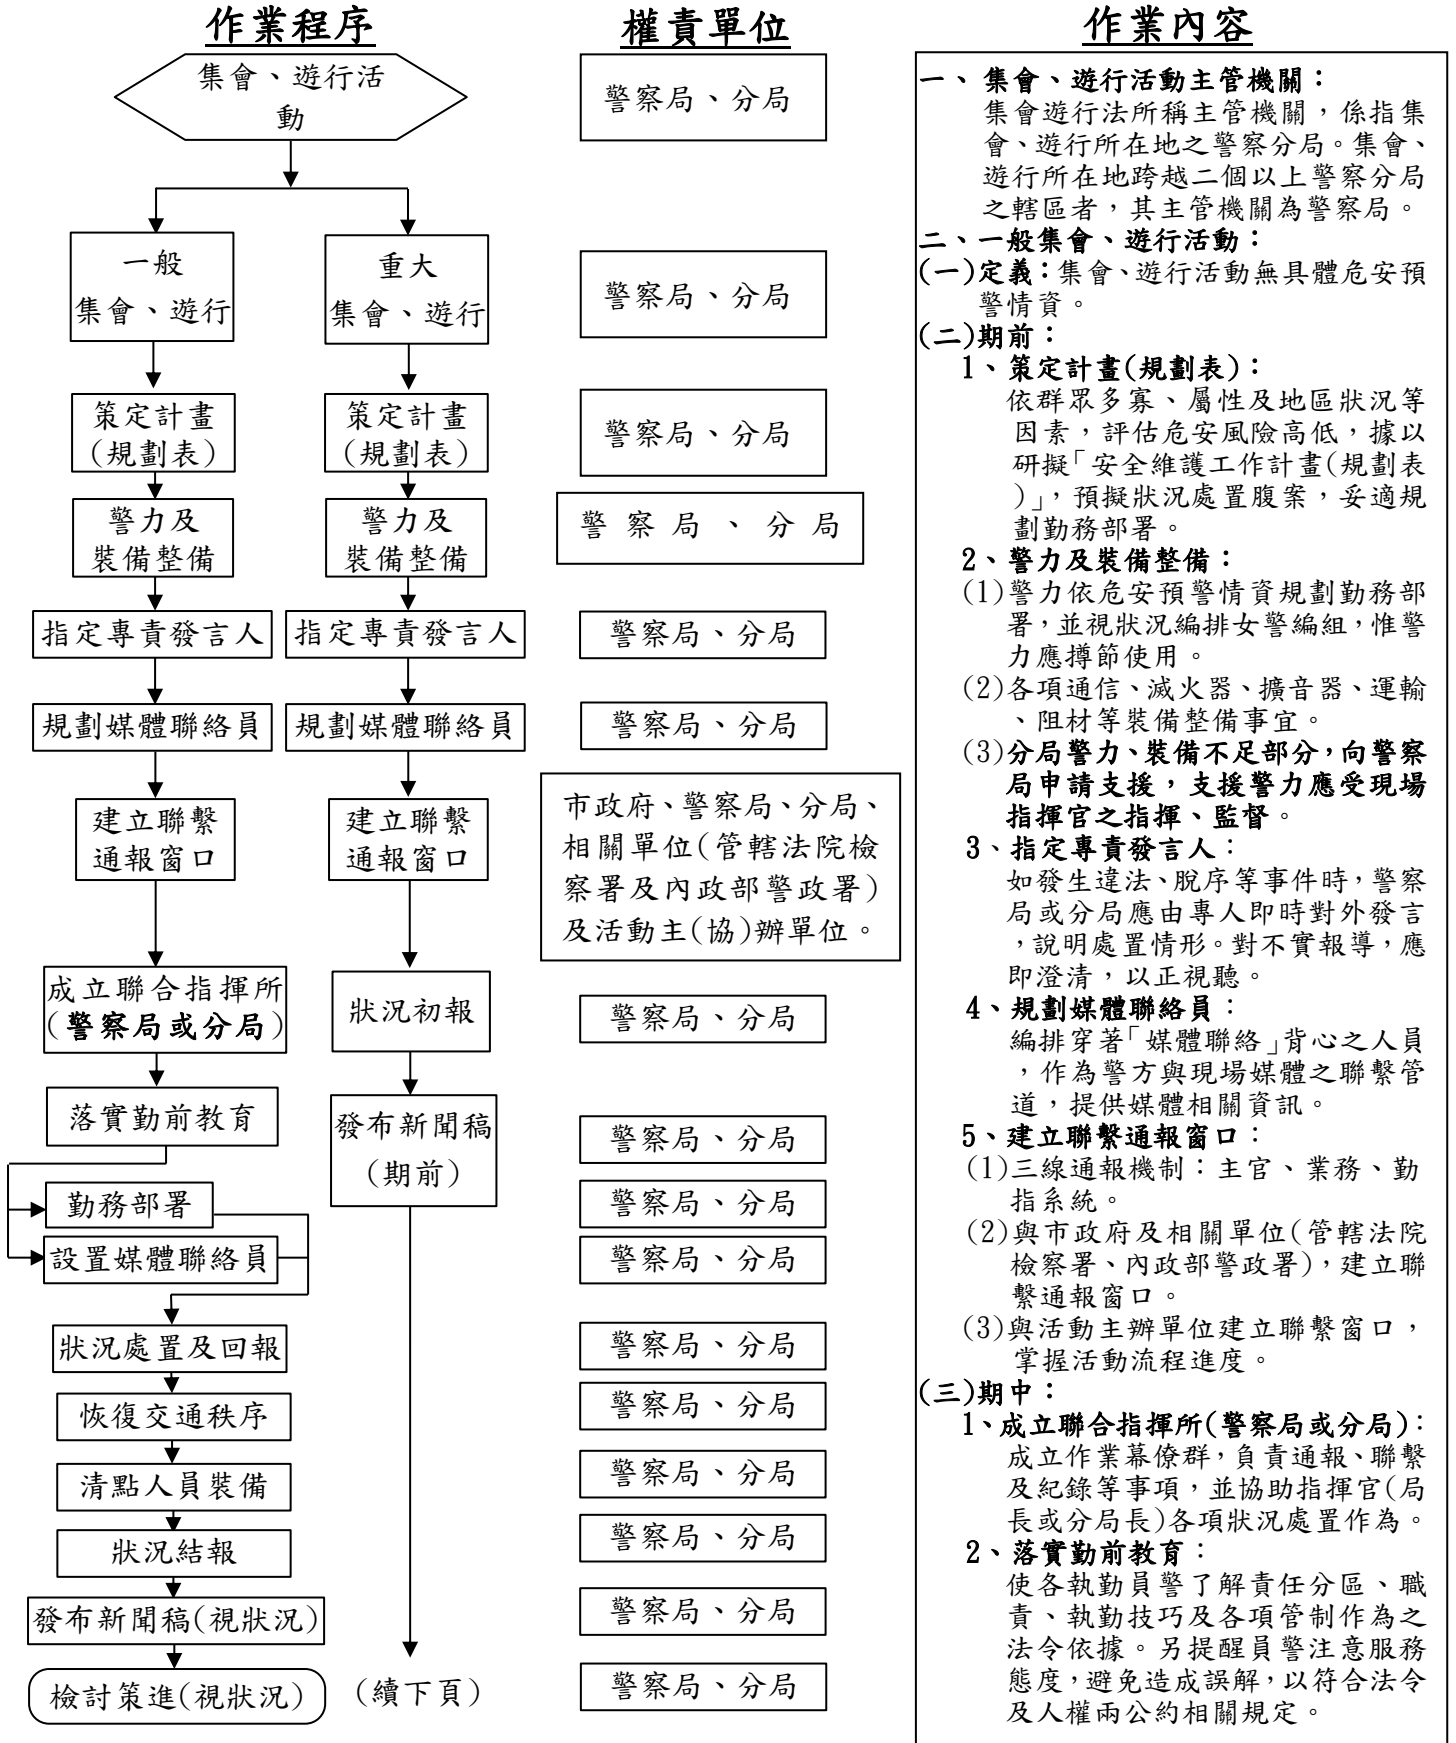 作業程序
集會、遊行活
動
一般
集會、遊行
重大
集會、遊行
策定計畫
(規劃表)
策定計畫
(規劃表)
警力及
裝備整備
警力及
裝備整備
指定專責發言人
指定專責發言人
規劃媒體聯絡員
規劃媒體聯絡員
建立聯繫
通報窗口
建立聯繫
通報窗口
成立聯合指揮所
(警察局或分局)
狀況初報
落實勤前教育
發布新聞稿
(期前)
勤務部署
設置媒體聯絡員
狀況處置及回報
恢復交通秩序
清點人員裝備
狀況結報
發布新聞稿(視狀況)
檢討策進(視狀況)
(續下頁)
權責單位
警察局、分局
警察局、分局
警察局、分局
警察局、分局
警察局、分局
警察局、分局
市政府、警察局、分局、
相關單位(管轄法院檢
察署及內政部警政署)
及活動主(協)辦單位。
警察局、分局
警察局、分局
警察局、分局
警察局、分局
警察局、分局
警察局、分局
警察局、分局
警察局、分局
警察局、分局
警察局、分局
作業內容
一、集會、遊行活動主管機關：
集會遊行法所稱主管機關，係指集
會、遊行所在地之警察分局。集會、
遊行所在地跨越二個以上警察分局
之轄區者，其主管機關為警察局。
二、一般集會、遊行活動：
(一)定義：集會、遊行活動無具體危安預
警情資。
(二)期前：
1、策定計畫(規劃表)：
依群眾多寡、屬性及地區狀況等
因素，評估危安風險高低，據以
研擬「安全維護工作計畫(規劃表
)」，預擬狀況處置腹案，妥適規
劃勤務部署。
2、警力及裝備整備：
(1)警力依危安預警情資規劃勤務部
署，並視狀況編排女警編組，惟警
力應撙節使用。
(2)各項通信、滅火器、擴音器、運輸
、阻材等裝備整備事宜。
(3)分局警力、裝備不足部分，向警察
局申請支援，支援警力應受現場
指揮官之指揮、監督。
3、指定專責發言人：
如發生違法、脫序等事件時，警察
局或分局應由專人即時對外發言
，說明處置情形。對不實報導，應
即澄清，以正視聽。
4、規劃媒體聯絡員：
編排穿著「媒體聯絡」背心之人員
，作為警方與現場媒體之聯繫管
道，提供媒體相關資訊。
5、建立聯繫通報窗口：
(1)三線通報機制：主官、業務、勤
指系統。
(2)與市政府及相關單位(管轄法院
檢察署、內政部警政署)，建立聯
繫通報窗口。
(3)與活動主辦單位建立聯繫窗口，
掌握活動流程進度。
(三)期中：
1、成立聯合指揮所(警察局或分局)：
成立作業幕僚群，負責通報、聯繫
及紀錄等事項，並協助指揮官(局
長或分局長)各項狀況處置作為。
2、落實勤前教育：
使各執勤員警了解責任分區、職
責、執勤技巧及各項管制作為之
法令依據。另提醒員警注意服務
態度，避免造成誤解，以符合法令
及人權兩公約相關規定。